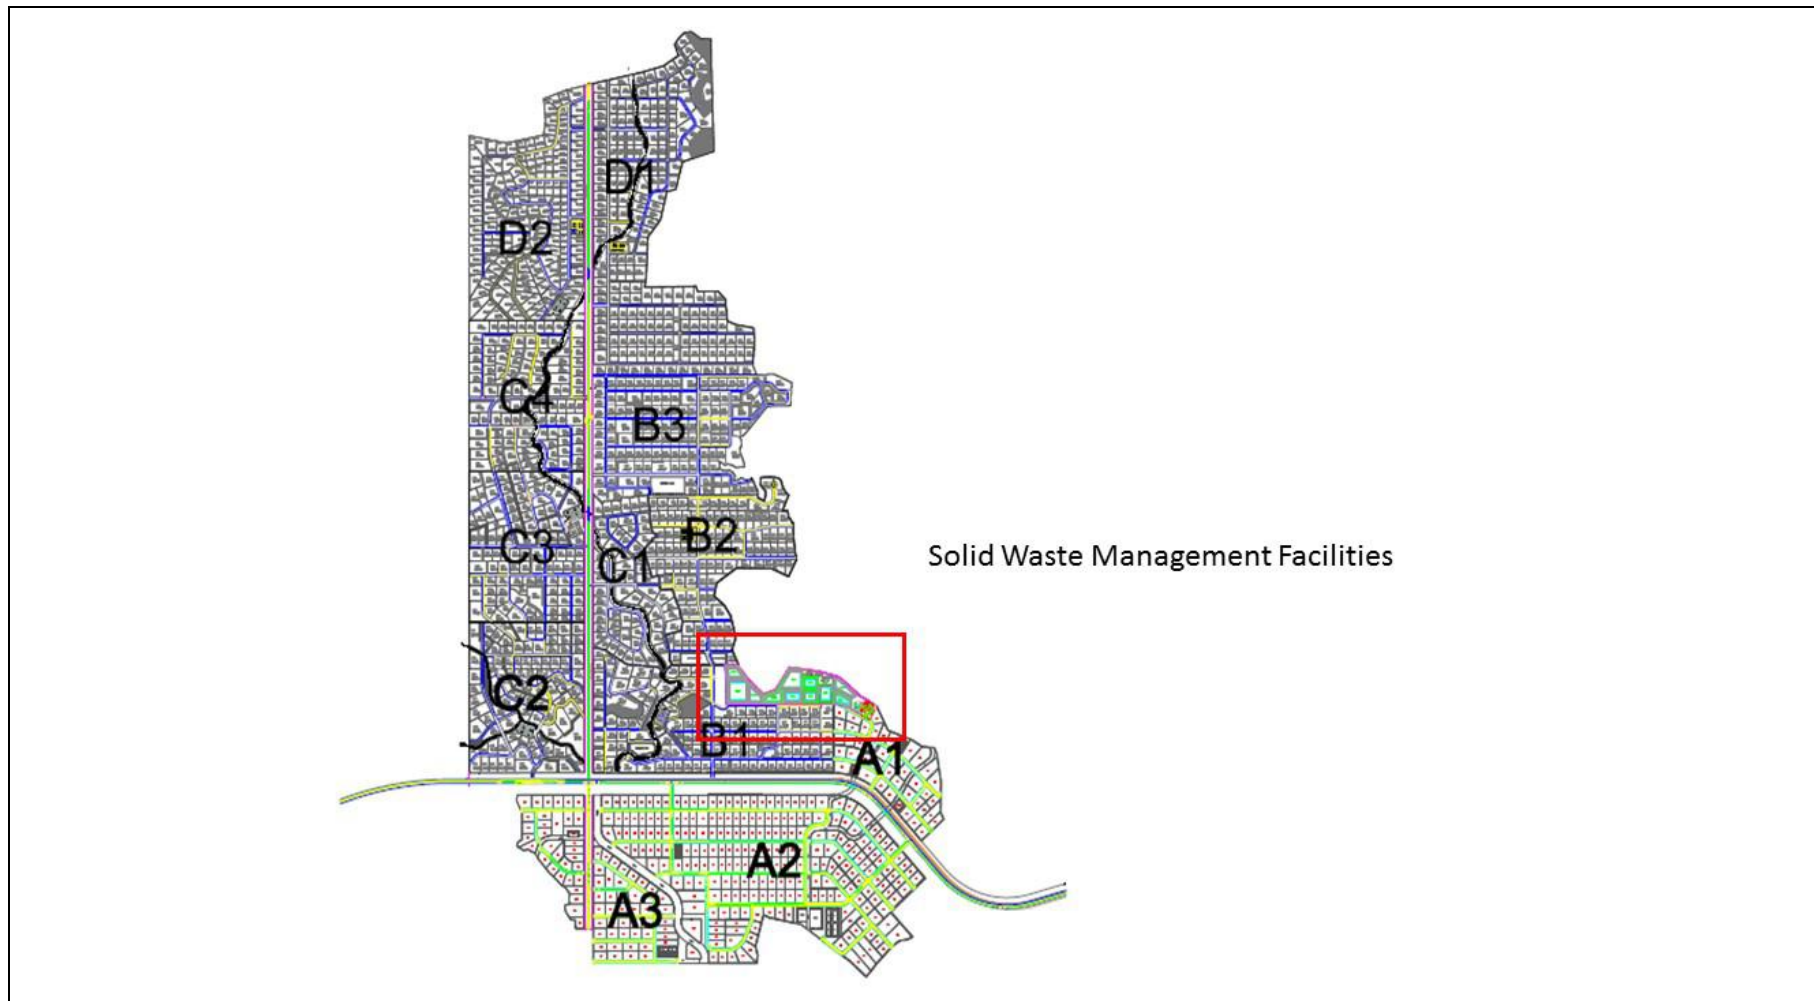 D1
D2
C4
B3
B2
C3
C1
Solid Waste Management Facilities
C2
B1
A1
A2
A3